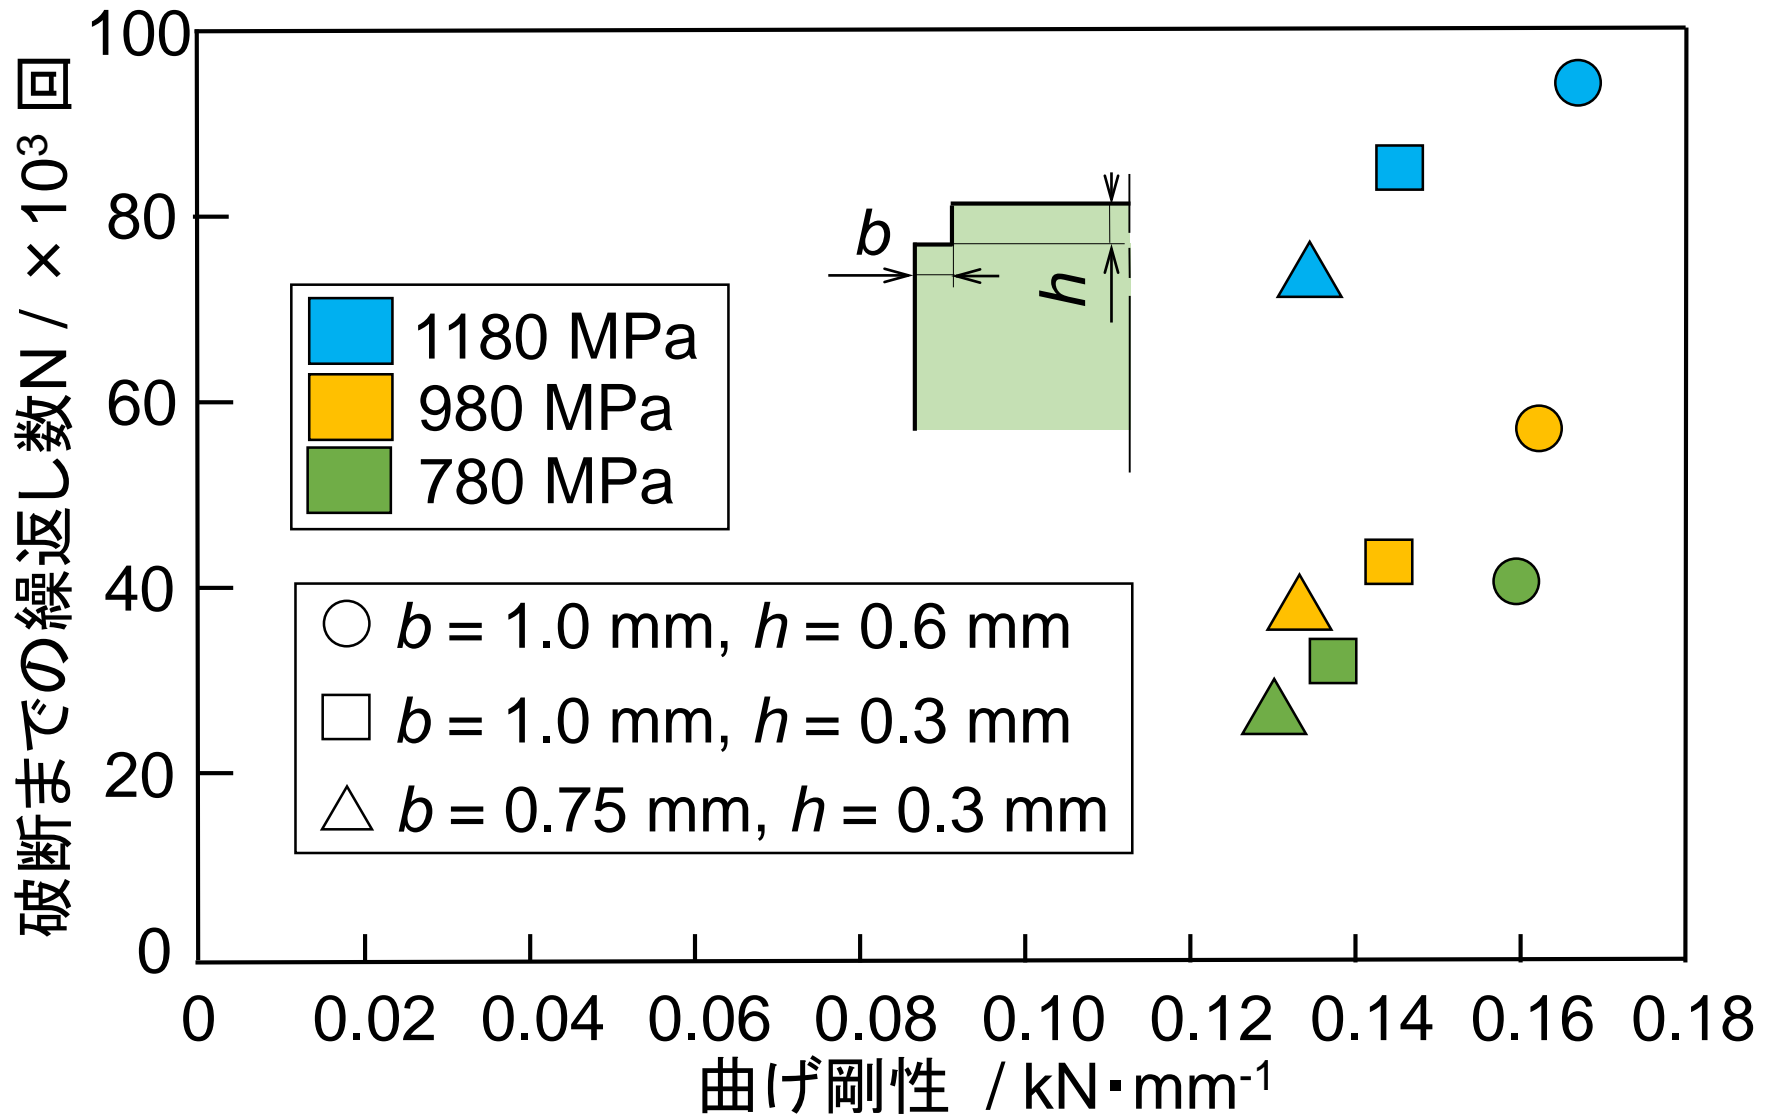 破断までの繰返し数N / × 10³ 回
100
80
60
40
20
0
b
h
1180 MPa
980 MPa
780 MPa
b = 1.0 mm, h = 0.6 mm
b = 1.0 mm, h = 0.3 mm
b = 0.75 mm, h = 0.3 mm
0 0.02 0.04 0.06 0.08 0.10 0.12 0.14 0.16 0.18
曲げ剛性 / kN・mm⁻¹